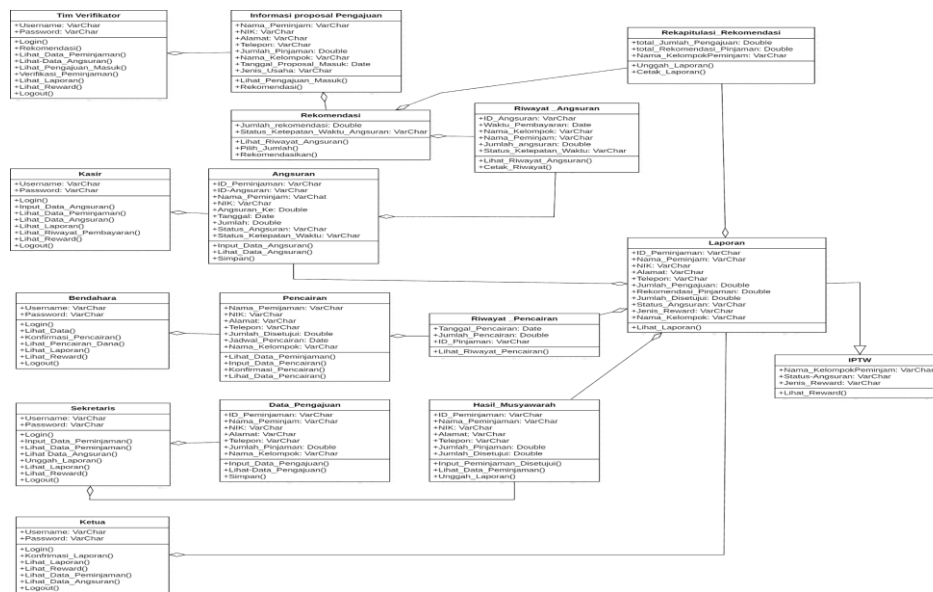 Tim Verifikator
+Username: VarChar
+Password: VarChar
+Login()
+Rekomendasi()
+Lihat_Data_Peminjaman()
+Lihat-Data_Angsuran()
+Lihat_Pengajuan_Masuk()
+Verifikasi_Peminjaman()
+Lihat_Laporan()
+Lihat_Reward()
+Logout()
Informasi proposal Pengajuan
+Nama_Peminjam: VarChar
+NIK: VarChar
+Alamat: VarChar
+Telepon: VarChar
+Jumlah_Pinjaman: Double
+Nama_Kelompok: VarChar
+Tanggal_Proposal_Masuk: Date
+Jenis_Usaha: VarChar
+Lihat_Pengajuan_Masuk()
+Rekomendasi()
Rekapitulasi_Rekomendasi
+total_Jumlah_Pengajuan: Double
+total_Rekomendasi_Pinjaman: Double
+Nama_KelompokPeminjam: VarChar
+Unggah_Laporan()
+Cetak_Laporan()
Rekomendasi
+Jumlah_rekomendasi: Double
+Status_Ketepatan_Waktu_Angsuran: VarChar
+Lihat_Riwayat_Angsuran()
+Pilih_Jumlah()
+Rekomendasikan()
Riwayat _Angsuran
+ID_Angsuran: VarChar
+Waktu_Pembayaran: Date
+Nama_Kelompok: VarChar
+Nama_Peminjam: VarChar
+Jumlah_angsuran: Double
+Status_Ketepatan_Waktu: VarChar
+Lihat_Riwayat_Angsuran()
+Cetak_Riwayat()
Kasir
+Username: VarChar
+Password: VarChar
+Login()
+Input_Data_Angsuran()
+Lihat_Data_Peminjaman()
+Lihat_Data_Angsuran()
+Lihat_Laporan()
+Lihat_Riwayat_Pembayaran()
+Lihat_Reward()
+Logout()
Angsuran
+ID_Peminjaman: VarChar
+ID-Angsuran: VarChar
+Nama_Peminjam: VarChat
+NIK: VarChar
+Angsuran_Ke: Double
+Tanggal: Date
+Jumlah: Double
+Status_Angsuran: VarChar
+Status_Ketepatan_Waktu: VarChar
+Input_Data_Angsuran()
+Lihat_Data_Angsuran()
+Simpan()
Laporan
+ID_Peminjaman: VarChar
+Nama_Peminjam: VarChar
+NIK: VarChar
+Alamat: VarChar
+Telepon: VarChar
+Jumlah_Pengajuan: Double
+Rekomendasi_Pinjaman: Double
+Jumlah_Disetujui: Double
+Status_Angsuran: VarChar
+Jenis_Reward: VarChar
+Nama_Kelompok: VarChar
+Lihat_Laporan()
Bendahara
+Username: VarChar
+Password: VarChar
+Login()
+Lihat_Data()
+Konfirmasi_Pencairan()
+Lihat_Pencairan_Dana()
+Lihat_Laporan()
+Lihat_Reward()
+Logout()
Pencairan
+Nama_Pemjnjaman: VarChar
+NIK: VarChar
+Alamat: VarChar
+Telepon: VarChar
+Jumlah_Disetujui: Double
+Jadwal_Pencairan: Date
+Nama_Kelompok: VarChar
+Lihat_Data_Peminjaman()
+Input_Data_Pencairan()
+Konfirmasi_Pencairan()
+Lihat_Data_Pencairan()
Riwayat _Pencairan
+Tanggal_Pencairan: Date
+Jumlah_Pencairan: Double
+ID_Pinjaman: VarChar
+Lihat_Riwayat_Pencairan()
IPTW
+Nama_KelompokPeminjam: VarChar
+Status-Angsuran: VarChar
+Jenis_Reward: VarChar
+Lihat_Reward()
Sekretaris
+Username: VarChar
+Password: VarChar
+Login()
+Input_Data_Peminjaman()
+Lihat_Data_Peminjaman()
+Lihat Data_Angsuran()
+Unggah_Laporan()
+Lihat_Laporan()
+Lihat_Reward()
+Logout()
Data_Pengajuan
+ID_Peminjaman: VarChar
+Nama_Peminjam: VarChar
+NIK: VarChar
+Alamat: VarChar
+Telepon: VarChar
+Jumlah_Pinjaman: Double
+Nama_Kelompok: VarChar
+Input_Data_Pengajuan()
+Lihat-Data_Pengajuan()
+Simpan()
Hasil_Musyawarah
+ID_Peminjaman: VarChar
+Nama_Peminjaman: VarChar
+NIK: VarChar
+Alamat: VarChar
+Telepon: VarChar
+Jumlah_Pinjaman: Double
+Jumlah_Disetujui: Double
+Input_Peminjaman_Disetujui()
+Lihat_Data_Peminjaman()
+Unggah_Laporan()
Ketua
+Username: VarChar
+Password: VarChar
+Login()
+Konfrimasi_Laporan()
+Lihat_Laporan()
+Lihat_Reward()
+Lihat_Data_Peminjaman()
+Lihat_Data_Angsuran()
+Logout()